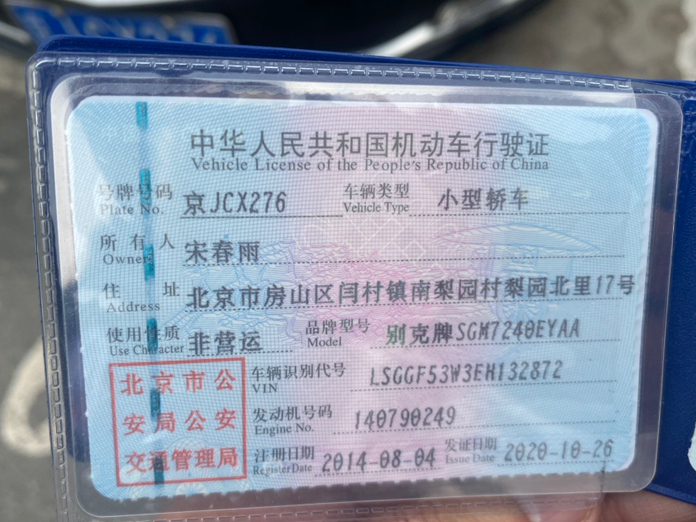 中华人民共和国机动车行驶证
Vehicle License of the People's Republic of China
号牌号码 京JCX276 车辆类型 小型轿车
Plate No. Vehicle Type
所有人 宋春雨
Owner
住址 北京市房山区闫村镇南梨园村梨园北里17号
Address
使用性质 非营运 品牌型号 别克牌SGM7240EYAA
Use Character Model
北京市公
安局公安
交通管理局
车辆识别代号 LSGGF53W3EH132872
VIN
发动机号码 140790249
Engine No.
注册日期 2014-08-04 发证日期 2020-10-26
Register Date Issue Date